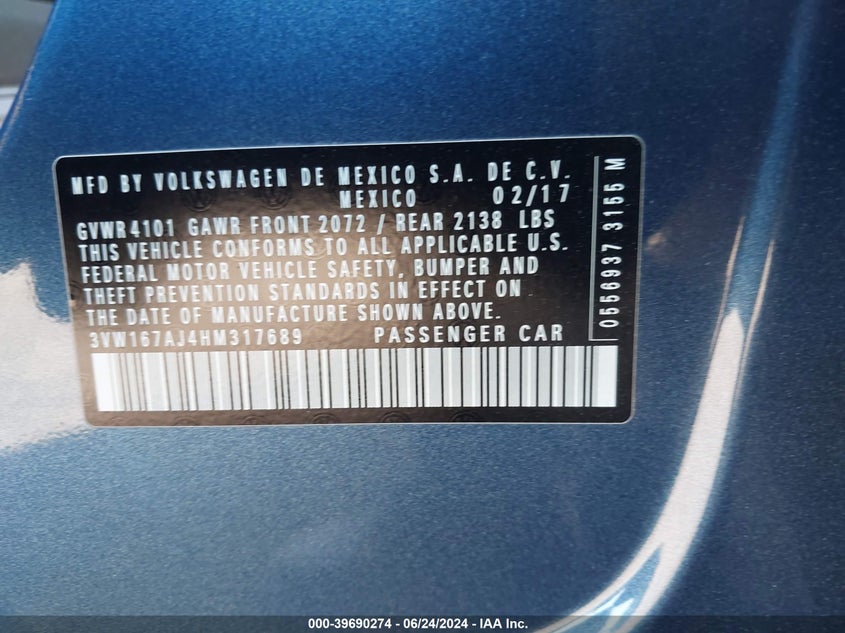 MFD BY VOLKSWAGEN DE MEXICO S.A. DE C.V.
MEXICO 02/17
GVWR 4101 GAWR FRONT 2072 / REAR 2138 LBS
THIS VEHICLE CONFORMS TO ALL APPLICABLE U.S.
FEDERAL MOTOR VEHICLE SAFETY, BUMPER AND
THEFT PREVENTION STANDARDS IN EFFECT ON
THE DATE OF MANUFACTURE SHOWN ABOVE.
3VW167AJ4HM317689 PASSENGER CAR
0556937 3155 M
000-39690274 - 06/24/2024 - IAA Inc.